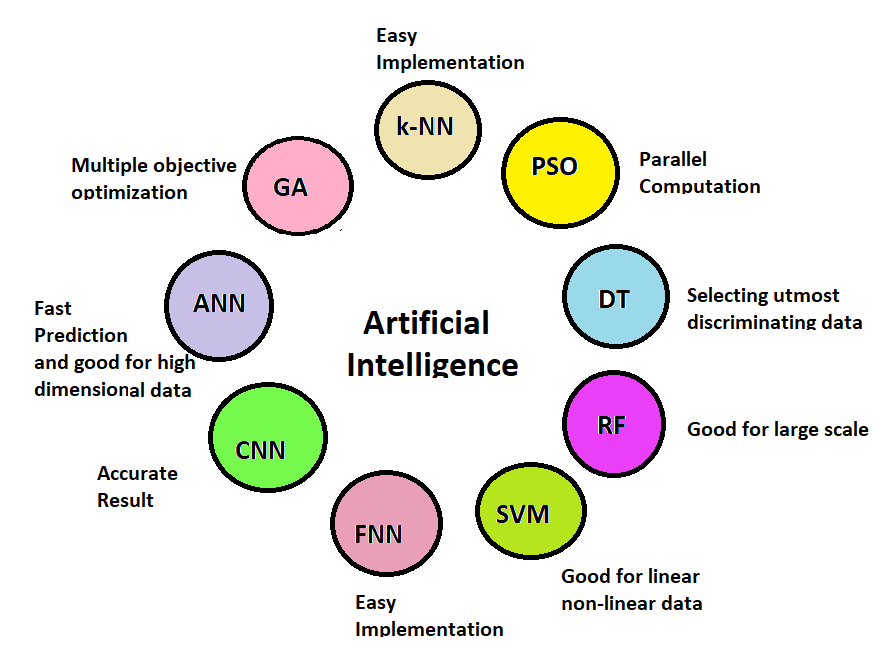 Easy
Implementation
k-NN
PSO
Parallel
Computation
Multiple objective
optimization
GA
ANN
Fast
Prediction
and good for high
dimensional data
DT
Selecting utmost
discriminating data
Artificial
Intelligence
RF
Good for large scale
CNN
Accurate
Result
FNN
Easy
Implementation
SVM
Good for linear
non-linear data